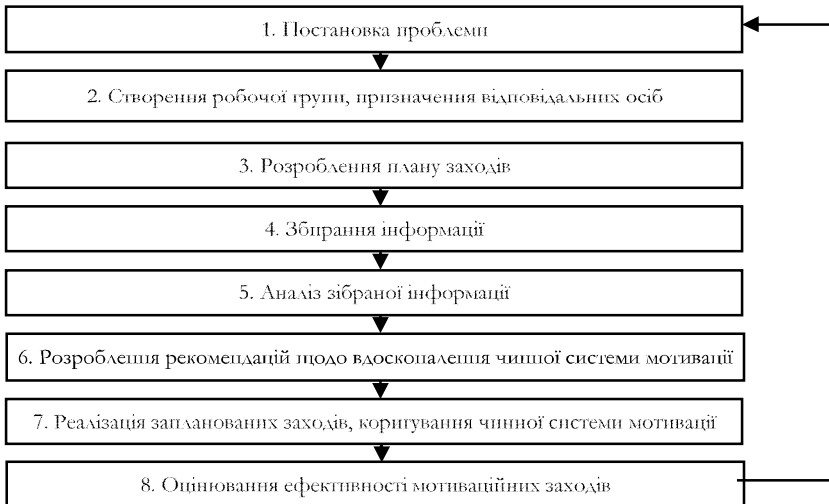 1. Постановка проблеми
2. Створення робочої групи, призначення відповідальних осіб
3. Розроблення плану заходів
4. Збирання інформації
5. Аналіз зібраної інформації
6. Розроблення рекомендацій щодо вдосконалення чинної системи мотивації
7. Реалізація запланованих заходів, коригування чинної системи мотивації
8. Оцінювання ефективності мотиваційних заходів